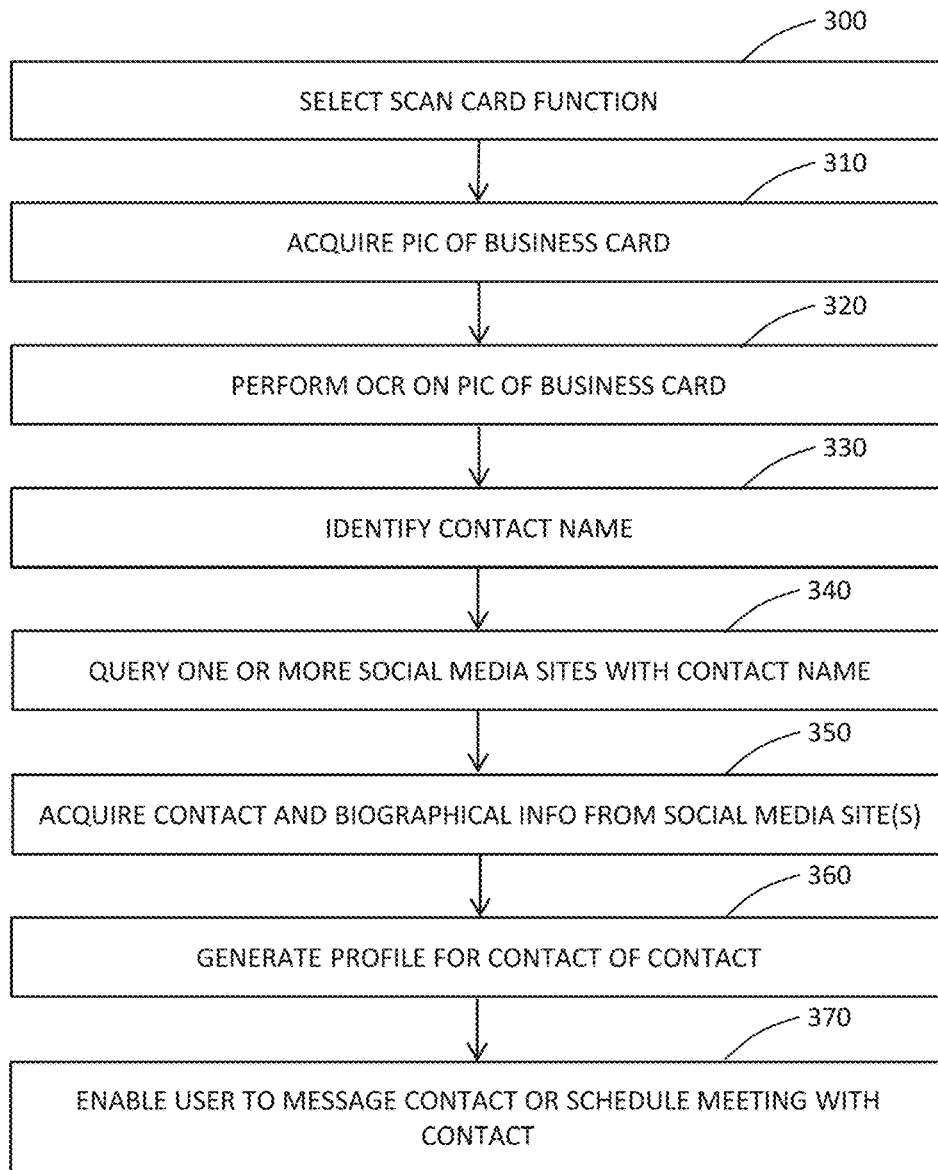 300
SELECT SCAN CARD FUNCTION
310
ACQUIRE PIC OF BUSINESS CARD
320
PERFORM OCR ON PIC OF BUSINESS CARD
330
IDENTIFY CONTACT NAME
340
QUERY ONE OR MORE SOCIAL MEDIA SITES WITH CONTACT NAME
350
ACQUIRE CONTACT AND BIOGRAPHICAL INFO FROM SOCIAL MEDIA SITE(S)
360
GENERATE PROFILE FOR CONTACT OF CONTACT
370
ENABLE USER TO MESSAGE CONTACT OR SCHEDULE MEETING WITH
CONTACT